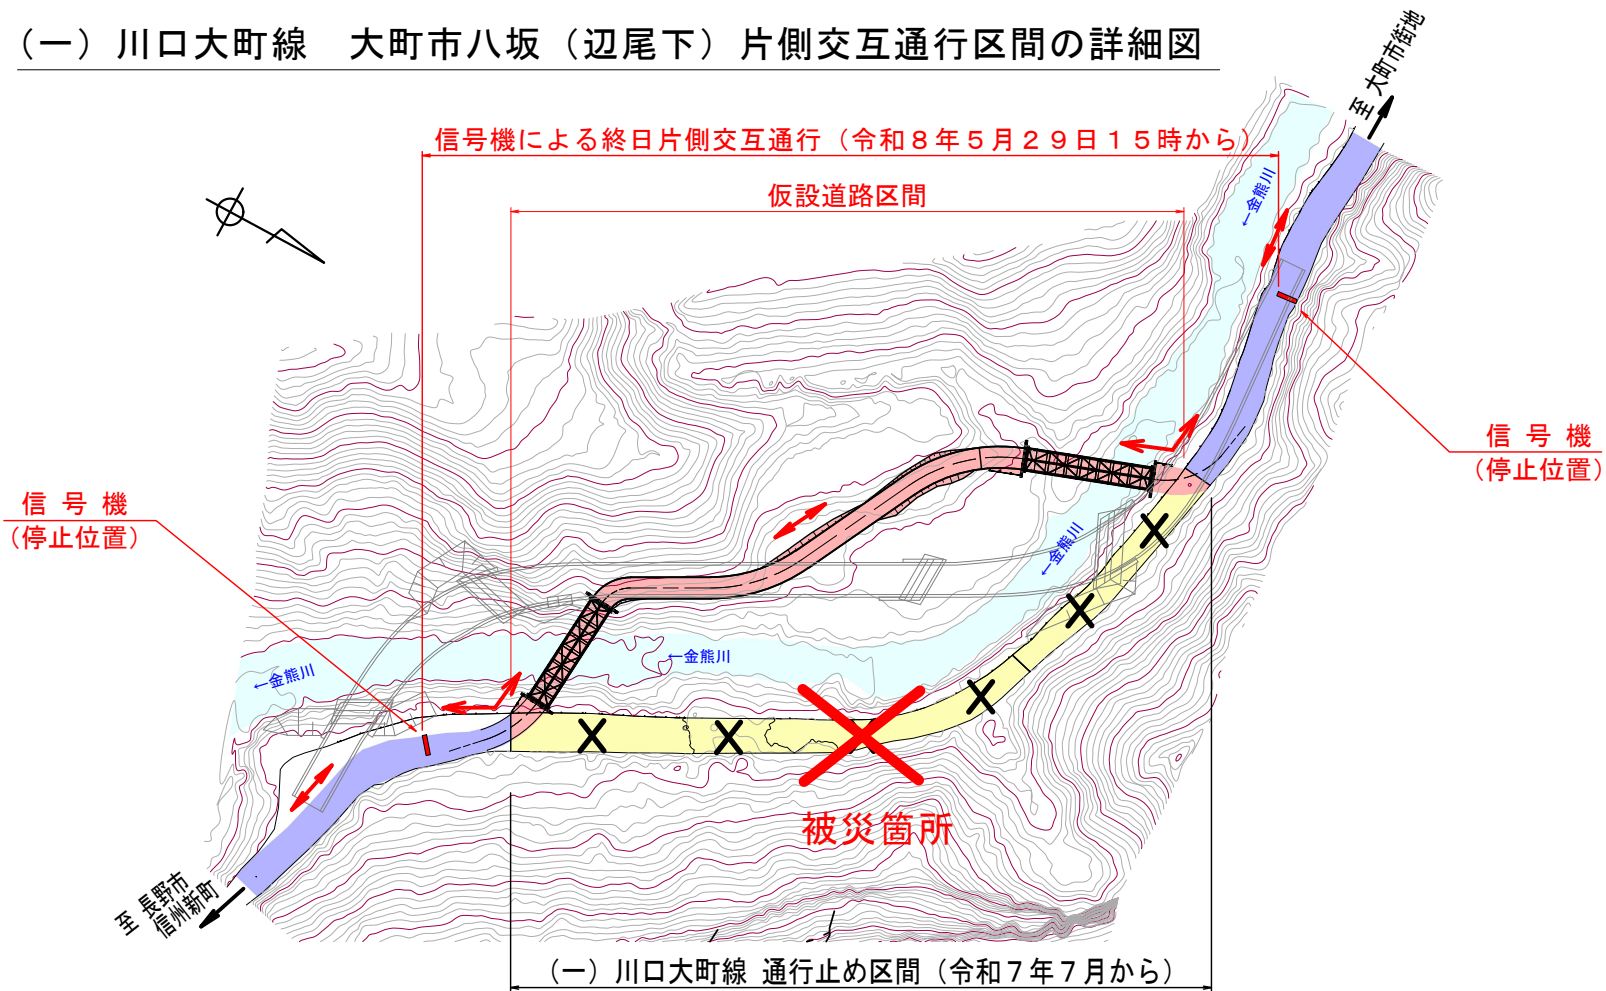 （一）川口大町線　大町市八坂（辺尾下）片側交互通行区間の詳細図
至 大町市街地
信号機による終日片側交互通行（令和８年５月２９日１５時から）
仮設道路区間
←金熊川
信 号 機
（停止位置）
信 号 機
（停止位置）
←金熊川
←金熊川
←金熊川
被災箇所
至 長野市
信州新町
（一）川口大町線 通行止め区間（令和７年７月から）